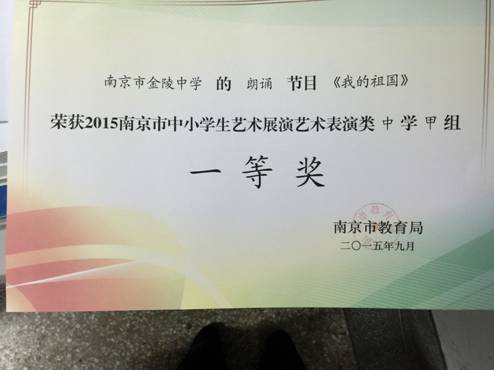 南京市金陵中学 的 朗诵 节目 《我的祖国》
荣获2015南京市中小学生艺术展演艺术表演类 中 学 甲 组
一等奖
南京市教育局
二〇一五年九月